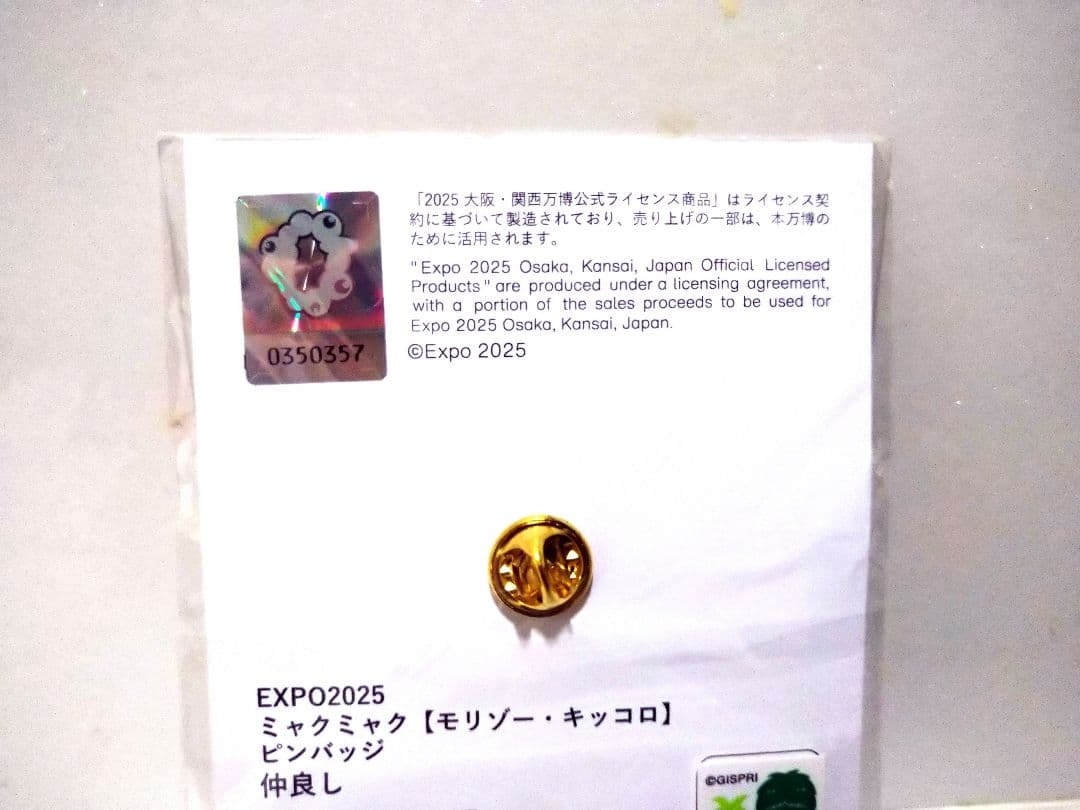 「2025 大阪・関西万博公式ライセンス商品」はライセンス契
約に基づいて製造されており、売り上げの一部は、本万博の
ために活用されます。
"Expo 2025 Osaka, Kansai, Japan Official Licensed
Products" are produced under a licensing agreement,
with a portion of the sales proceeds to be used for
Expo 2025 Osaka, Kansai, Japan.
©Expo 2025
0350357
EXPO2025
ミャクミャク【モリゾー・キッコロ】
ピンバッジ
仲良し
©GISPRI